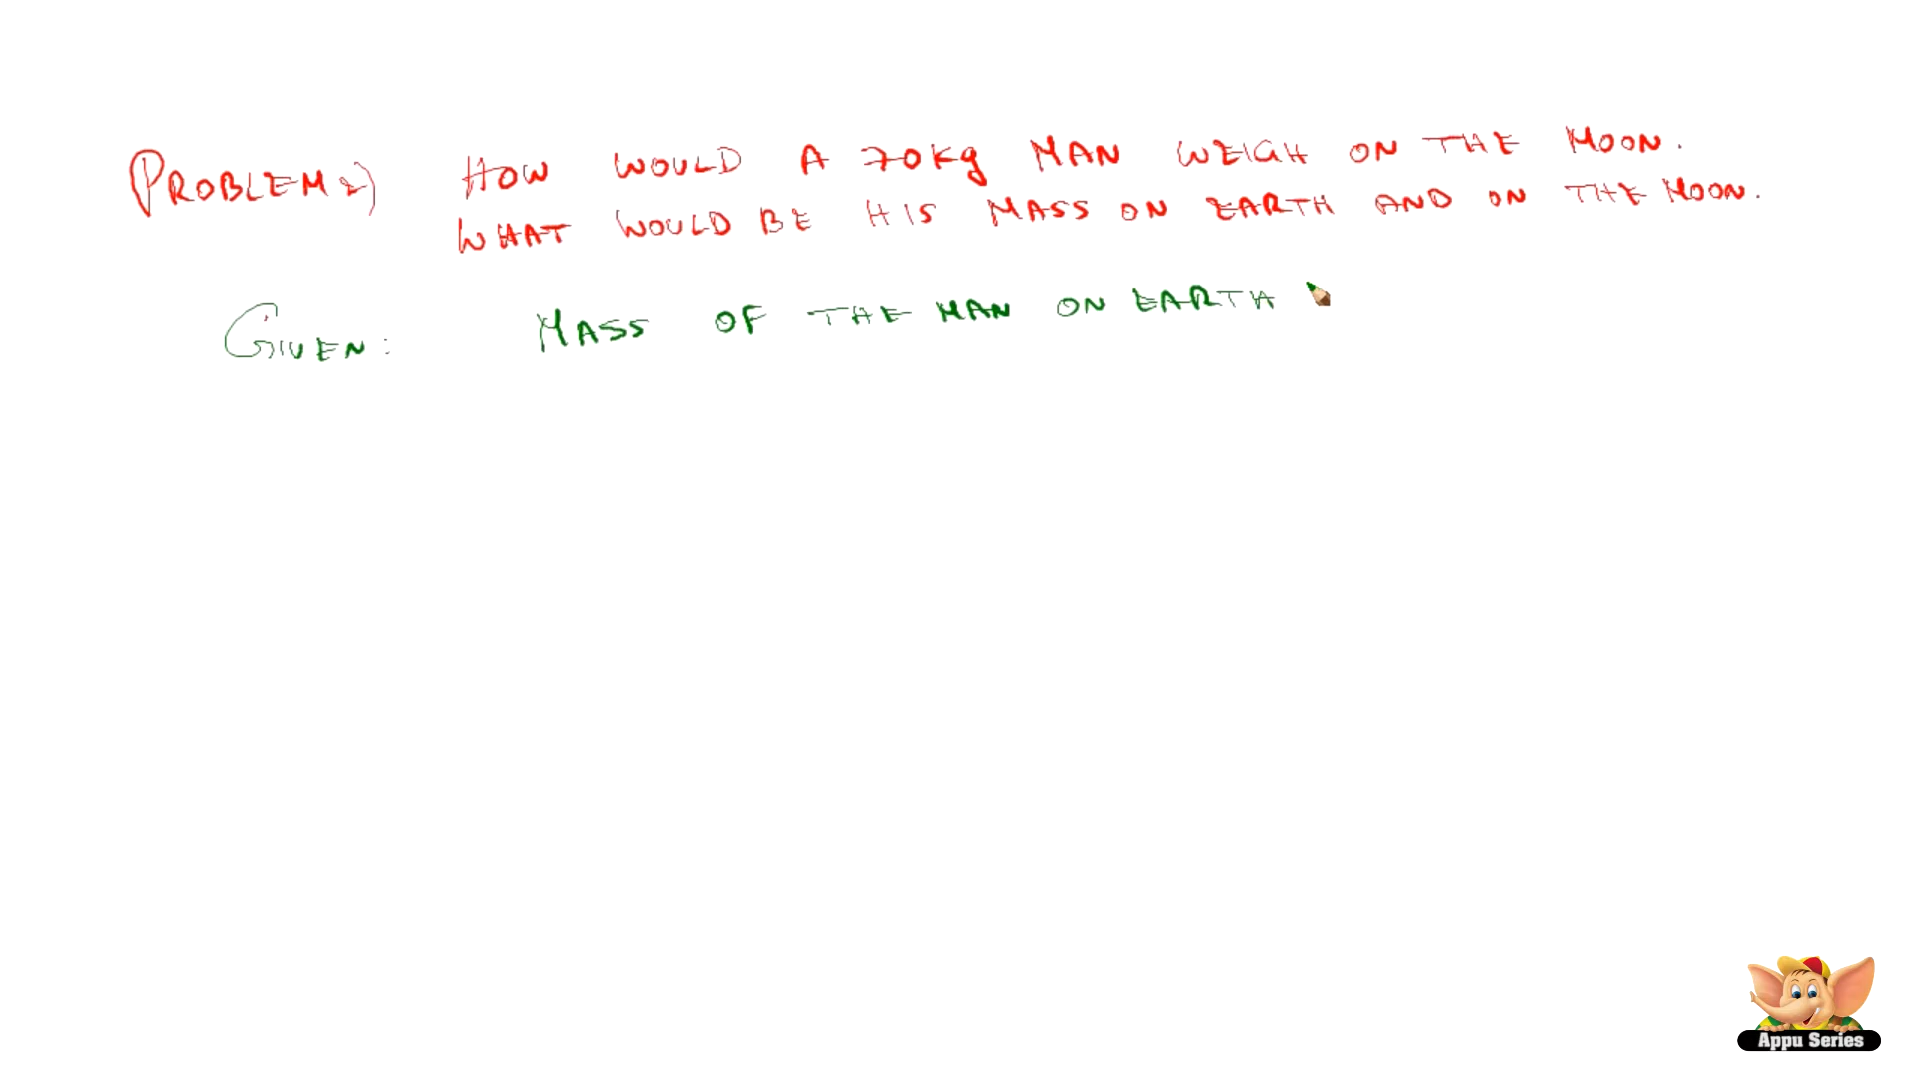 PROBLEM 2) HOW WOULD A 70kg MAN WEIGH ON THE MOON.
WHAT WOULD BE HIS MASS ON EARTH AND ON THE MOON.
GIVEN: MASS OF THE MAN ON EARTH
Appu Series